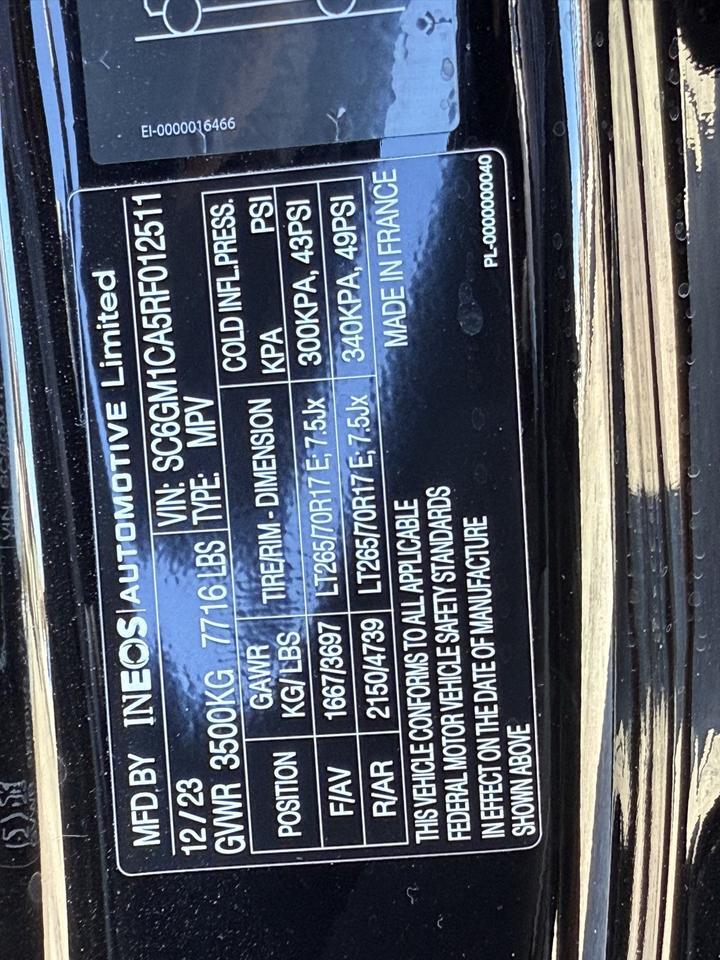 EI-0000016466
MFD BY INEOS | AUTOMOTIVE Limited
12 / 23 VIN: SC6GM1CA5RF012511
GVWR 3500KG 7716 LBS TYPE: MPV
POSITION GAWR KG/LBS TIRE/RIM - DIMENSION COLD INFL.PRESS. KPA PSI
F/AV 1667/3697 LT265/70R17 E; 7.5Jx 300KPA, 43PSI
R/AR 2150/4739 LT265/70R17 E; 7.5Jx 340KPA, 49PSI
THIS VEHICLE CONFORMS TO ALL APPLICABLE MADE IN FRANCE
FEDERAL MOTOR VEHICLE SAFETY STANDARDS
IN EFFECT ON THE DATE OF MANUFACTURE
SHOWN ABOVE
PL-0000000040